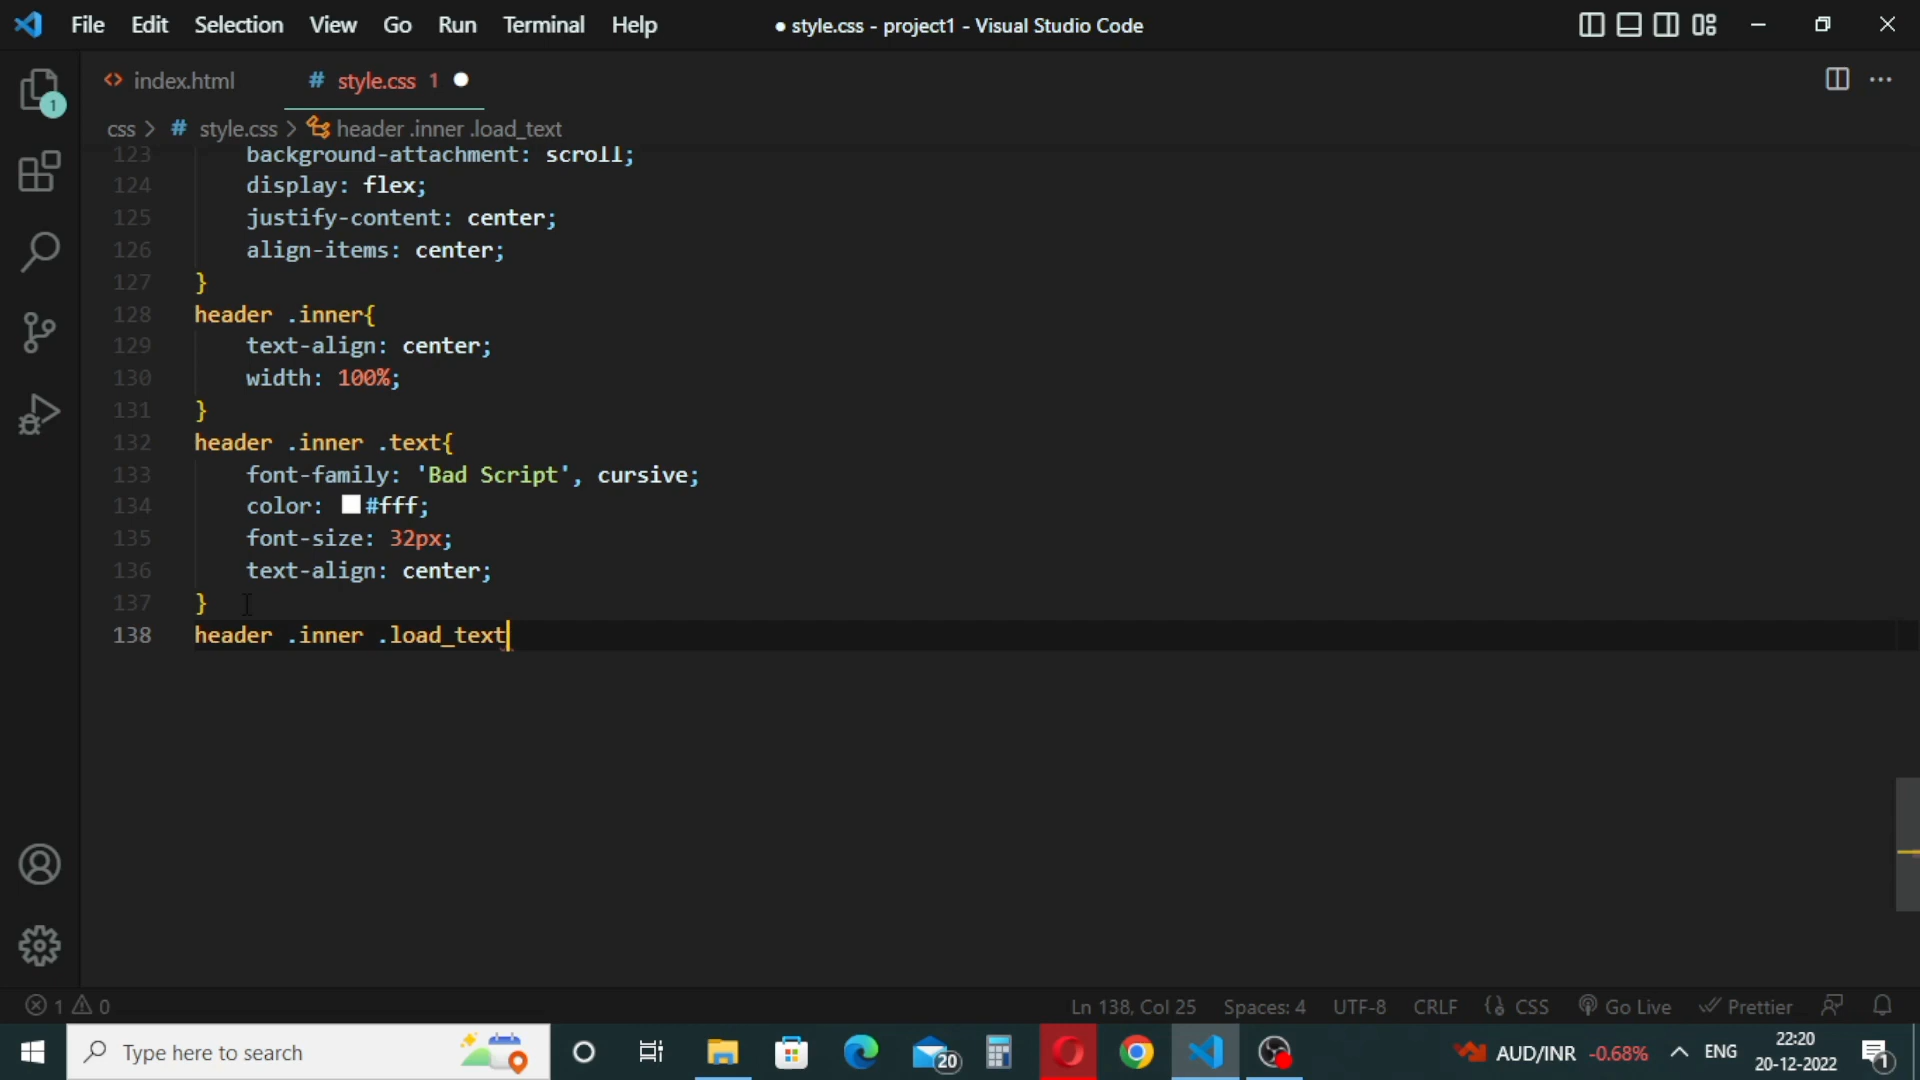 File Edit Selection View Go Run Terminal Help ● style.css - project1 - Visual Studio Code
index.html # style.css 1
css > # style.css > header .inner .load_text
123 background-attachment: scroll;
124 display: flex;
125 justify-content: center;
126 align-items: center;
127 }
128 header .inner{
129 text-align: center;
130 width: 100%;
131 }
132 header .inner .text{
133 font-family: 'Bad Script', cursive;
134 color: #fff;
135 font-size: 32px;
136 text-align: center;
137 }
138 header .inner .load_text
1
1 0 Ln 138, Col 25 Spaces: 4 UTF-8 CRLF {} CSS Go Live Prettier
Type here to search 20 AUD/INR -0.68% ENG 22:20
20-12-2022 1